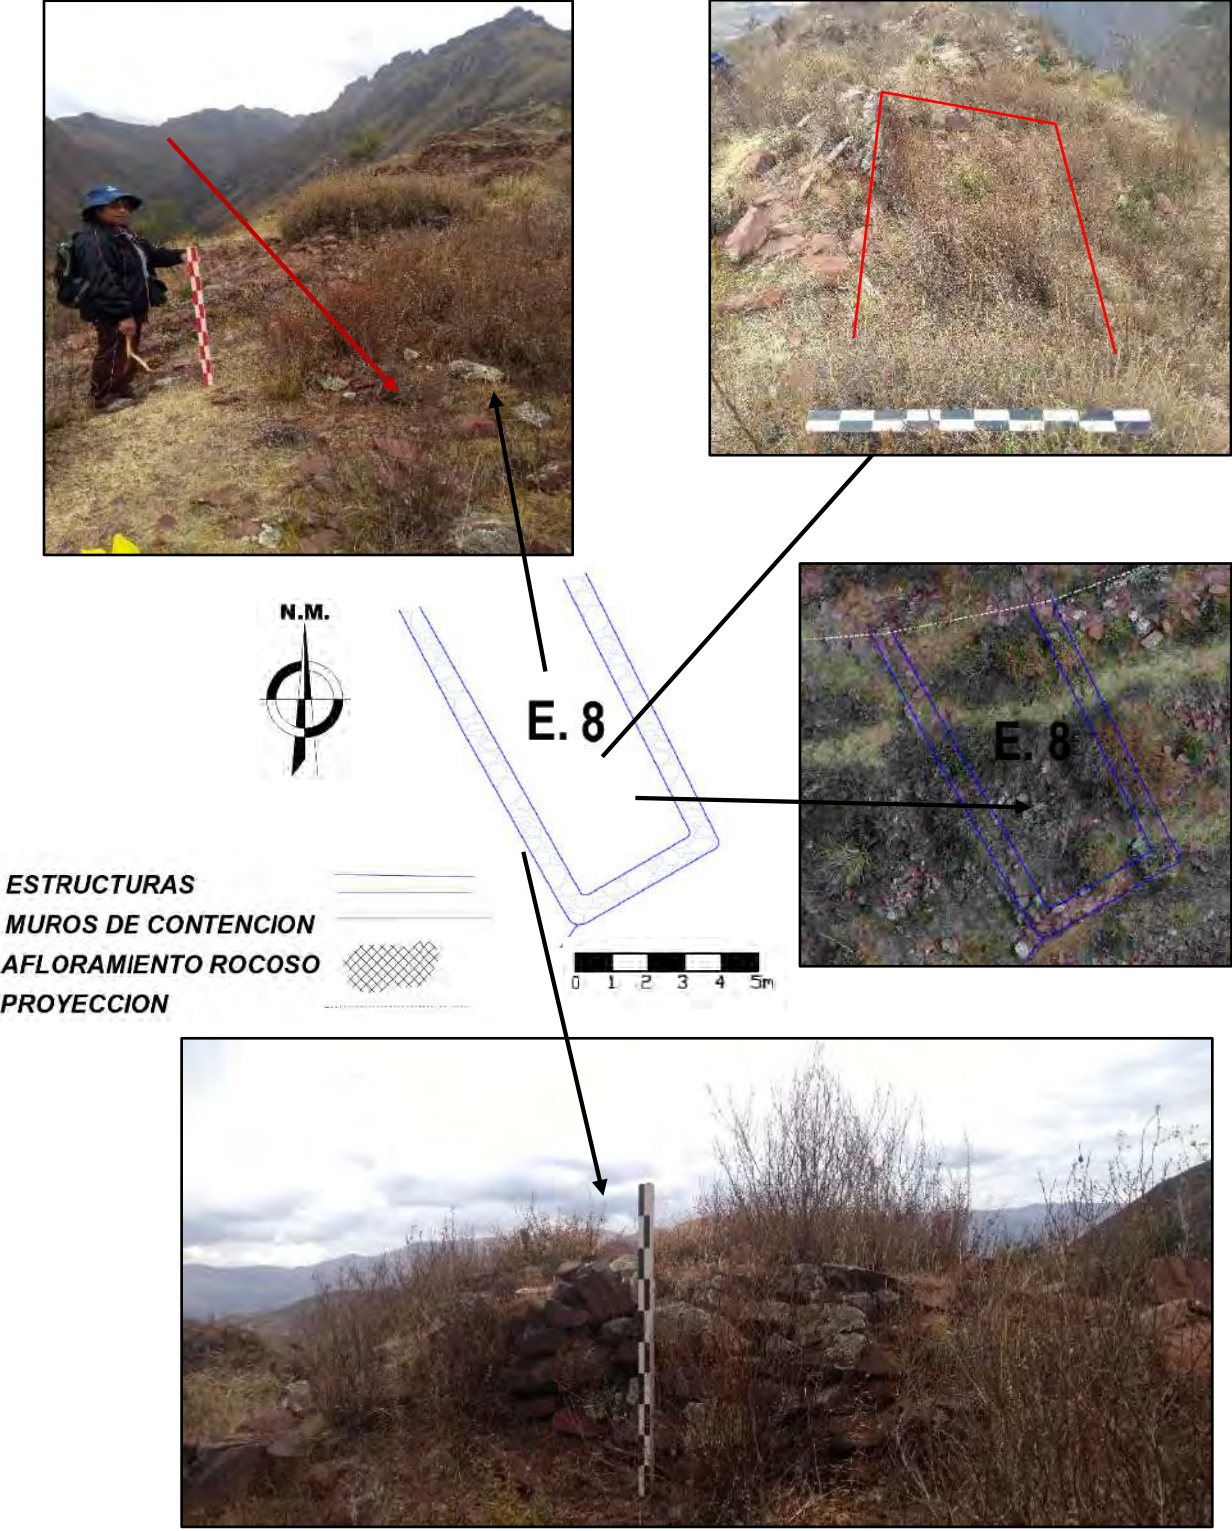 N.M.
E. 8
E. 8
ESTRUCTURAS
MUROS DE CONTENCION
AFLORAMIENTO ROCOSO
PROYECCION
0 1 2 3 4 5m